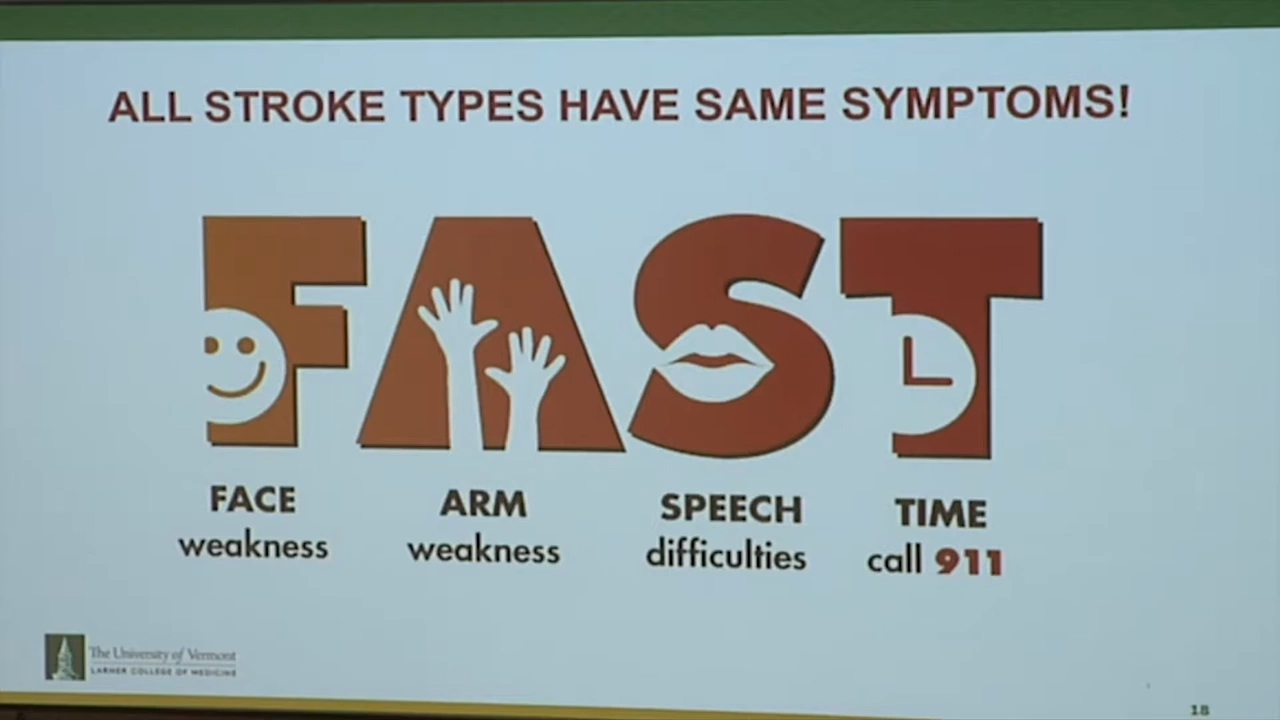 ALL STROKE TYPES HAVE SAME SYMPTOMS!
FAST
FACE
weakness
ARM
weakness
SPEECH
difficulties
TIME
call 911
The University of Vermont
LARNER COLLEGE OF MEDICINE
18